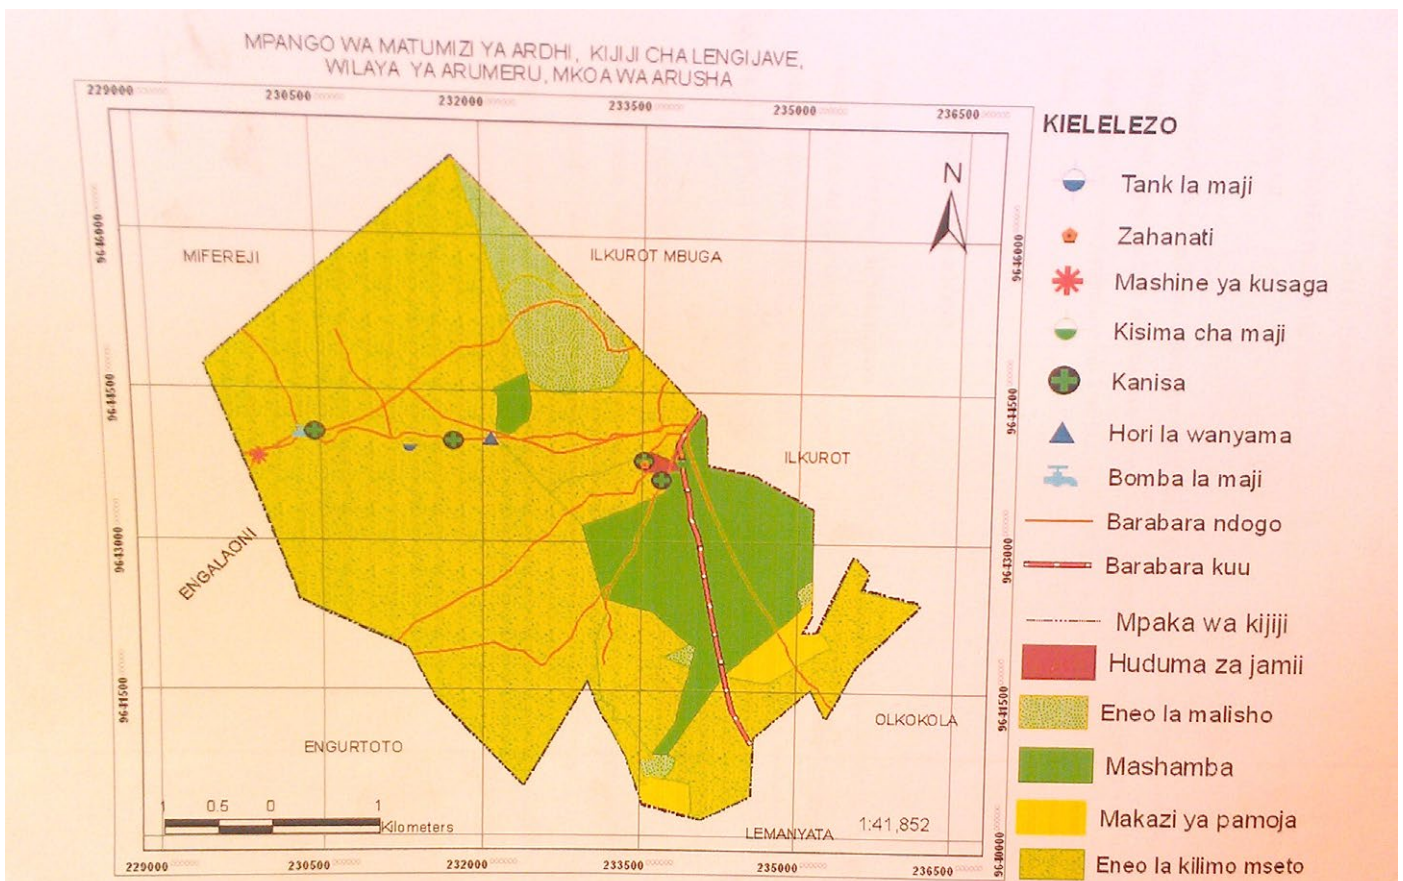 MPANGO WA MATUMIZI YA ARDHI, KIJIJI CHA LENGIJAVE,
WILAYA YA ARUMERU, MKOA WA ARUSHA
229000
230500
232000
233500
235000
236500
KIELELEZO
N
Tank la maji
Zahanati
Mashine ya kusaga
Kisima cha maji
Kanisa
Hori la wanyama
Bomba la maji
Barabara ndogo
Barabara kuu
Mpaka wa kijiji
Huduma za jamii
Eneo la malisho
Mashamba
Makazi ya pamoja
Eneo la kilimo mseto
9646000
9644500
9643000
9641500
MIFEREJI
ILKUROT MBUGA
ILKUROT
ENGALAONI
ENGURTOTO
OLKOKOLA
LEMANYATA
9646000
9644500
9643000
9641500
9640000
1 0.5 0 1
Kilometers
1:41,852
229000
230500
232000
233500
235000
236500